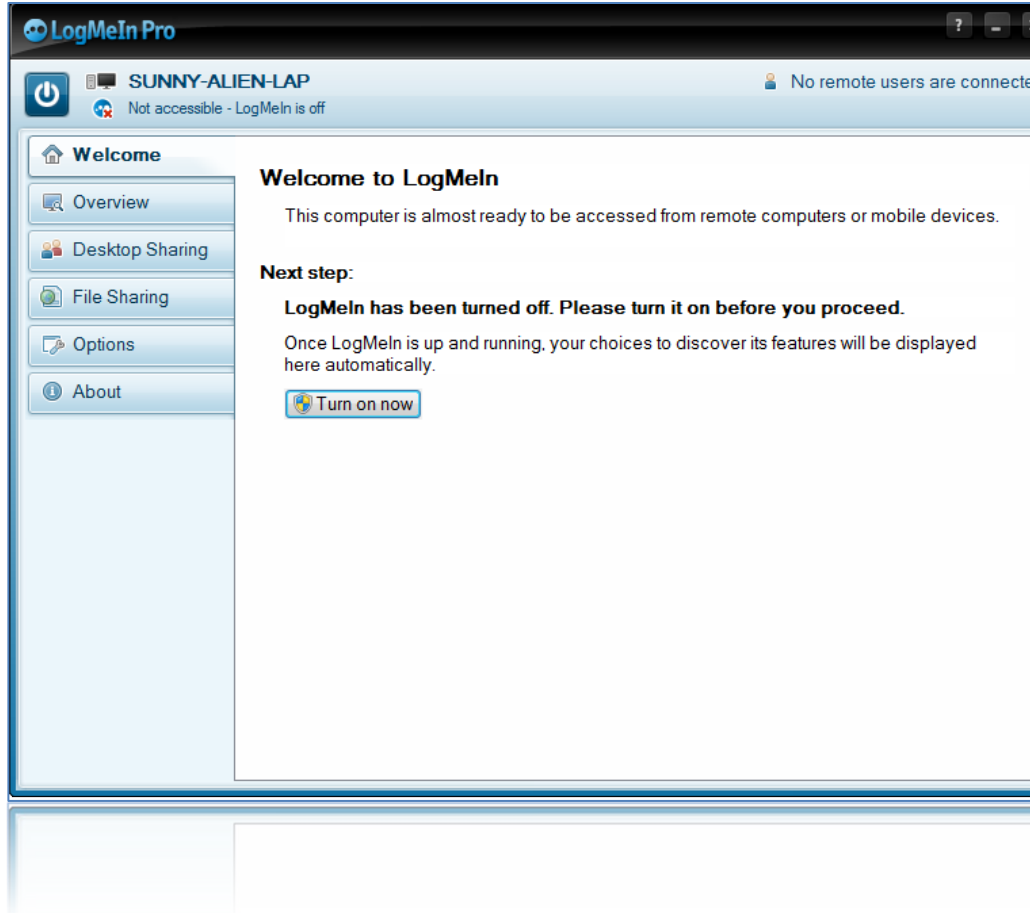 LogMeIn Pro
?
SUNNY-ALIEN-LAP
No remote users are connecte
Not accessible - LogMeIn is off
Welcome
Overview
Desktop Sharing
File Sharing
Options
About
Welcome to LogMeIn
This computer is almost ready to be accessed from remote computers or mobile devices.
Next step:
LogMeIn has been turned off. Please turn it on before you proceed.
Once LogMeIn is up and running, your choices to discover its features will be displayed
here automatically.
Turn on now